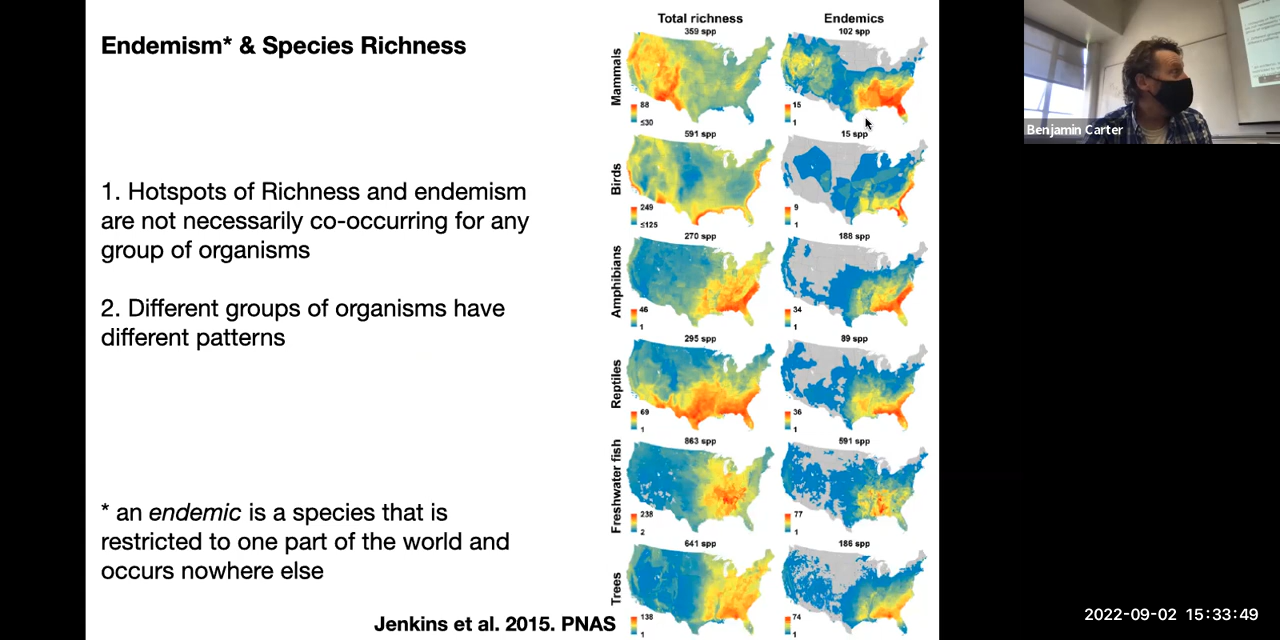 Endemism* & Species Richness
1. Hotspots of Richness and endemism
are not necessarily co-occurring for any
group of organisms
2. Different groups of organisms have
different patterns
* an endemic is a species that is
restricted to one part of the world and
occurs nowhere else
Jenkins et al. 2015. PNAS
Total richness
Endemics
Mammals
359 spp
88
≤30
102 spp
15
1
Birds
591 spp
249
≤125
15 spp
9
1
Amphibians
270 spp
46
1
188 spp
34
1
Reptiles
295 spp
69
1
89 spp
36
1
Freshwater fish
863 spp
238
2
591 spp
77
1
Trees
641 spp
138
1
186 spp
74
1
Benjamin Carter
2022-09-02 15:33:49